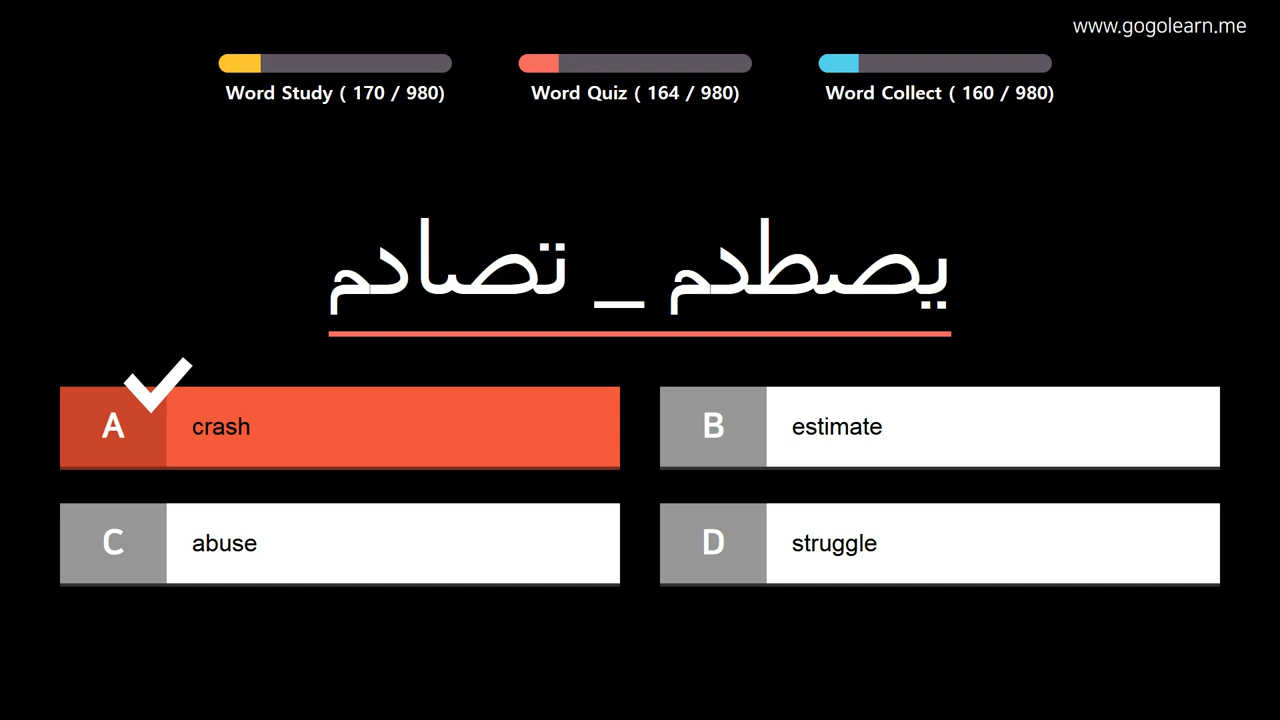 www.gogolearn.me
Word Study ( 170 / 980)
Word Quiz ( 164 / 980)
Word Collect ( 160 / 980)
يصطدم _ تصادم
A crash
B estimate
C abuse
D struggle